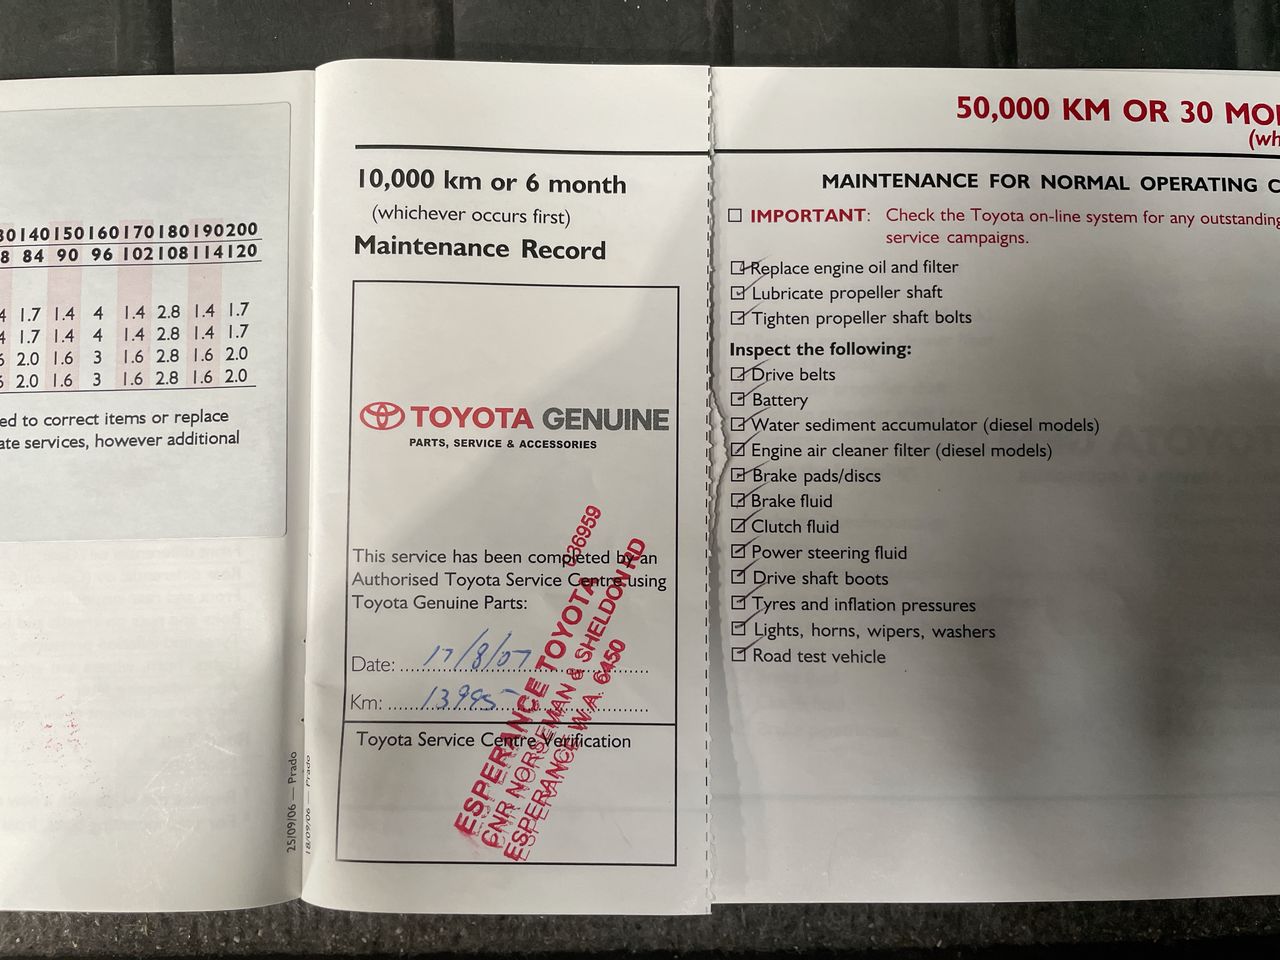 30 140 150 160 170 180 190 200
8 84 90 96 102 108 114 120
4 1.7 1.4 4 1.4 2.8 1.4 1.7
4 1.7 1.4 4 1.4 2.8 1.4 1.7
6 2.0 1.6 3 1.6 2.8 1.6 2.0
6 2.0 1.6 3 1.6 2.8 1.6 2.0
ed to correct items or replace
ate services, however additional
25/09/06 — Prado
18/09/06 — Prado
10,000 km or 6 month
(whichever occurs first)
Maintenance Record
TOYOTA GENUINE
PARTS, SERVICE & ACCESSORIES
This service has been completed by an
Authorised Toyota Service Centre using
Toyota Genuine Parts:
Date: 17/8/07
Km: 13995
Toyota Service Centre Verification
36959
ESPERANCE TOYOTA
CNR NORSEMAN & SHELDON RD
ESPERANCE W.A. 6450
50,000 KM OR 30 MO
(wh
MAINTENANCE FOR NORMAL OPERATING C
IMPORTANT: Check the Toyota on-line system for any outstanding
service campaigns.
Replace engine oil and filter
Lubricate propeller shaft
Tighten propeller shaft bolts
Inspect the following:
Drive belts
Battery
Water sediment accumulator (diesel models)
Engine air cleaner filter (diesel models)
Brake pads/discs
Brake fluid
Clutch fluid
Power steering fluid
Drive shaft boots
Tyres and inflation pressures
Lights, horns, wipers, washers
Road test vehicle